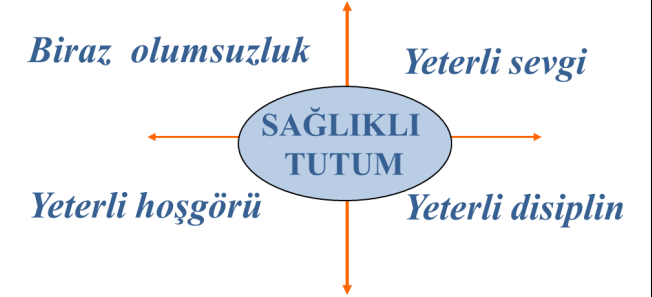 Biraz olumsuzluk
Yeterli sevgi
SAĞLIKLI
TUTUM
Yeterli hoşgörü
Yeterli disiplin